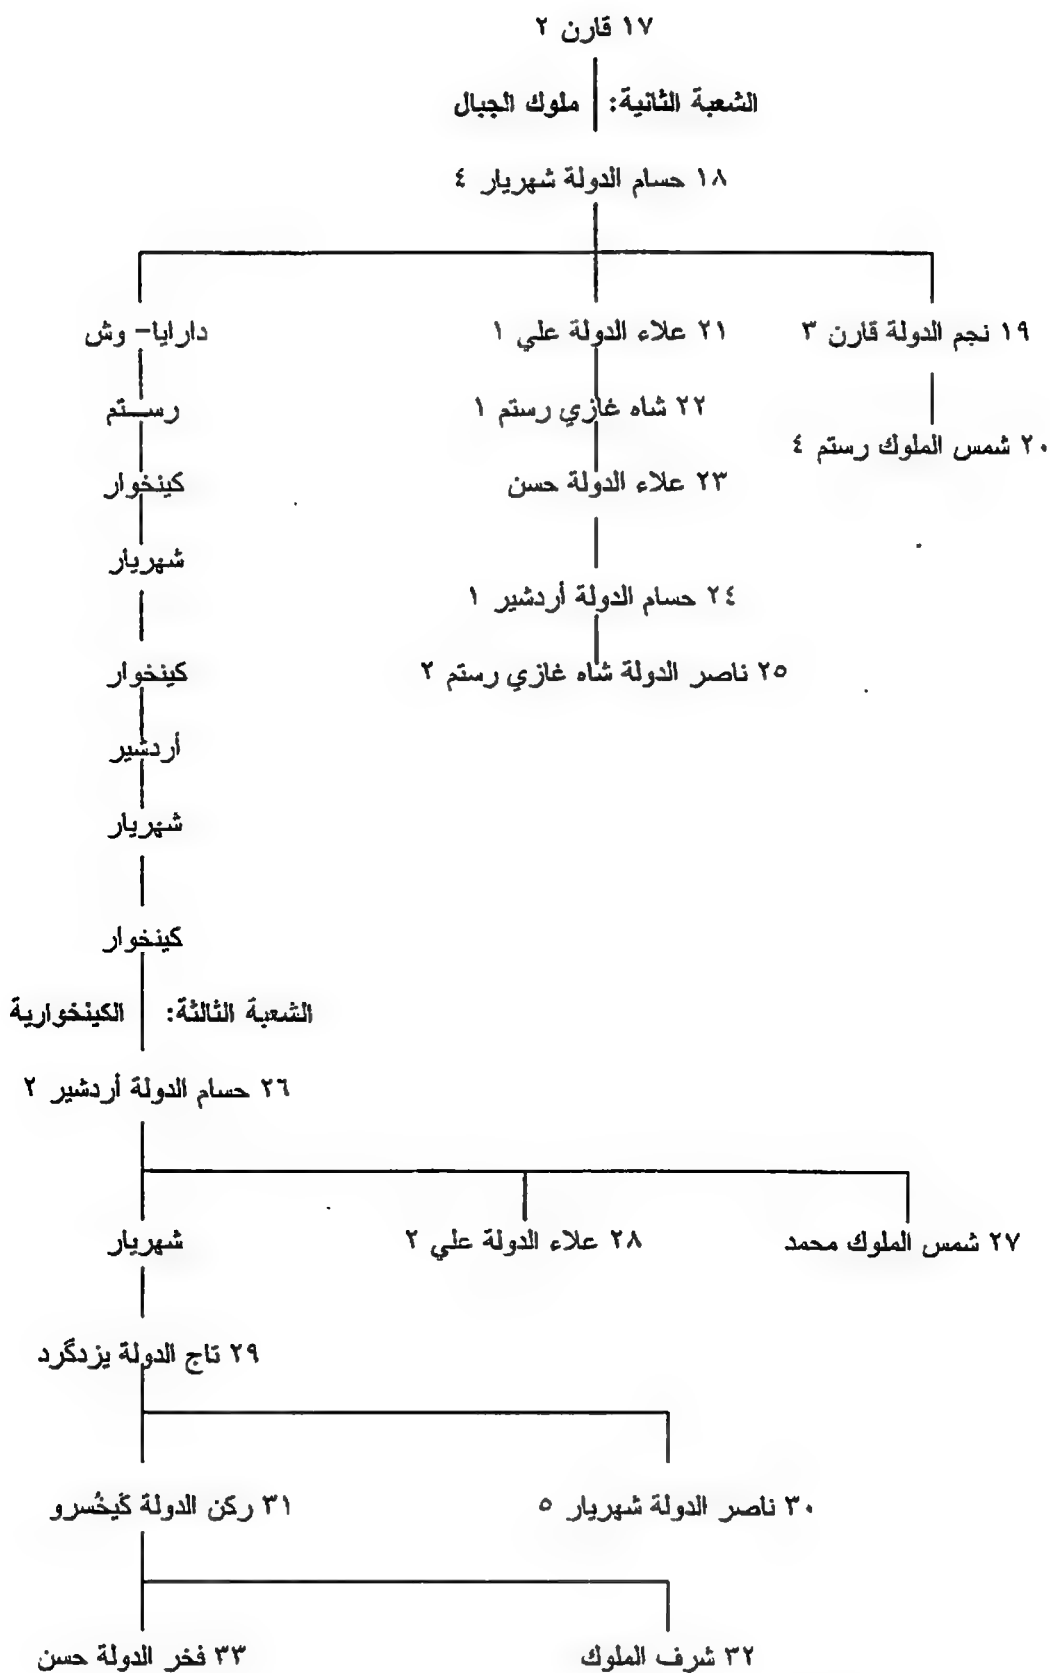 ١٧ قارن ٢
الشعبة الثانية: ملوك الجبال
١٨ حسام الدولة شهريار ٤
١٩ نجم الدولة قارن ٣ ٢١ علاء الدولة علي ١ دارايا- وش
٢٢ شاه غازي رستم ١ رستم
٢٠ شمس الملوك رستم ٤
٢٣ علاء الدولة حسن كينخوار
شهريار
٢٤ حسام الدولة أردشير ١
٢٥ ناصر الدولة شاه غازي رستم ٢ كينخوار
أردشير
شهريار
كينخوار
الشعبة الثالثة: الكينخوارية
٢٦ حسام الدولة أردشير ٢
٢٧ شمس الملوك محمد ٢٨ علاء الدولة علي ٢ شهريار
٢٩ تاج الدولة يزدگرد
٣٠ ناصر الدولة شهريار ٥ ٣١ ركن الدولة كَيخُسرو
٣٢ شرف الملوك ٣٣ فخر الدولة حسن